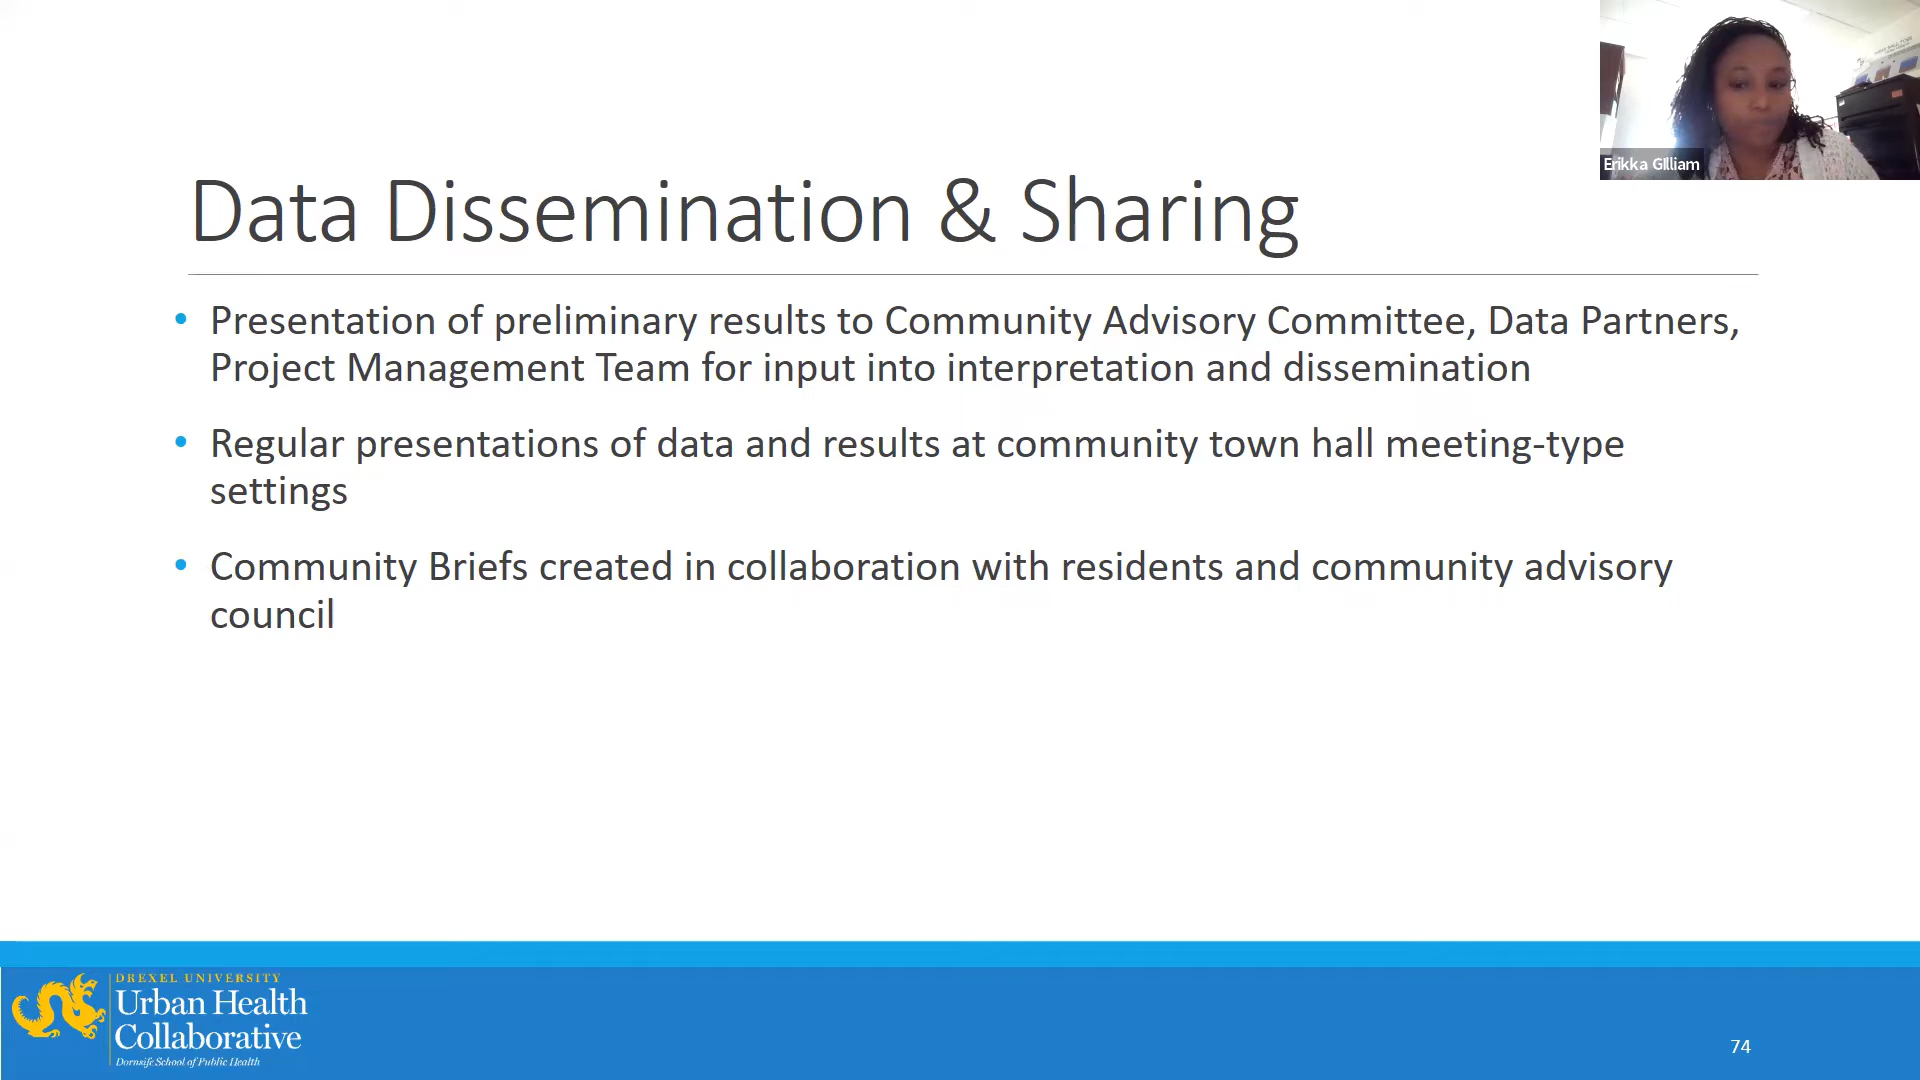 Erikka GIlliam
Data Dissemination & Sharing
• Presentation of preliminary results to Community Advisory Committee, Data Partners,
Project Management Team for input into interpretation and dissemination
• Regular presentations of data and results at community town hall meeting-type
settings
• Community Briefs created in collaboration with residents and community advisory
council
DREXEL UNIVERSITY
Urban Health
Collaborative
Dornsife School of Public Health
74